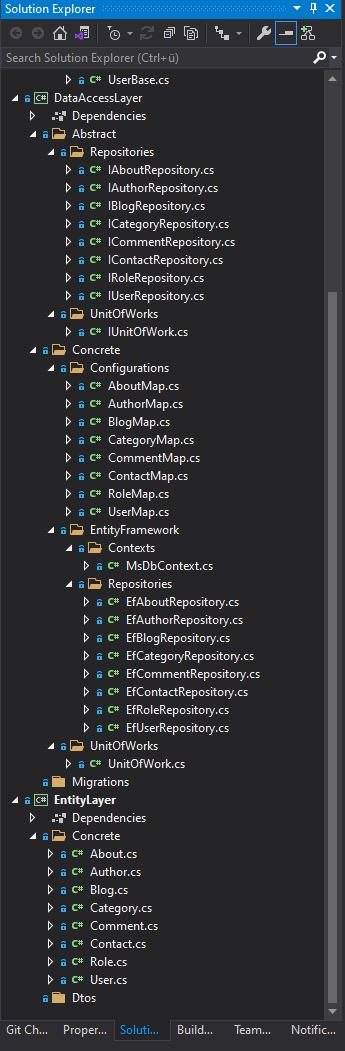 Solution Explorer
Search Solution Explorer (Ctrl+ü)
C# UserBase.cs
C# DataAccessLayer
Dependencies
Abstract
Repositories
C# IAboutRepository.cs
C# IAuthorRepository.cs
C# IBlogRepository.cs
C# ICategoryRepository.cs
C# ICommentRepository.cs
C# IContactRepository.cs
C# IRoleRepository.cs
C# IUserRepository.cs
UnitOfWorks
C# IUnitOfWork.cs
Concrete
Configurations
C# AboutMap.cs
C# AuthorMap.cs
C# BlogMap.cs
C# CategoryMap.cs
C# CommentMap.cs
C# ContactMap.cs
C# RoleMap.cs
C# UserMap.cs
EntityFramework
Contexts
C# MsDbContext.cs
Repositories
C# EfAboutRepository.cs
C# EfAuthorRepository.cs
C# EfBlogRepository.cs
C# EfCategoryRepository.cs
C# EfCommentRepository.cs
C# EfContactRepository.cs
C# EfRoleRepository.cs
C# EfUserRepository.cs
UnitOfWorks
C# UnitOfWork.cs
Migrations
C# EntityLayer
Dependencies
Concrete
C# About.cs
C# Author.cs
C# Blog.cs
C# Category.cs
C# Comment.cs
C# Contact.cs
C# Role.cs
C# User.cs
Dtos
Git Ch... Proper... Soluti... Build... Team... Notific...